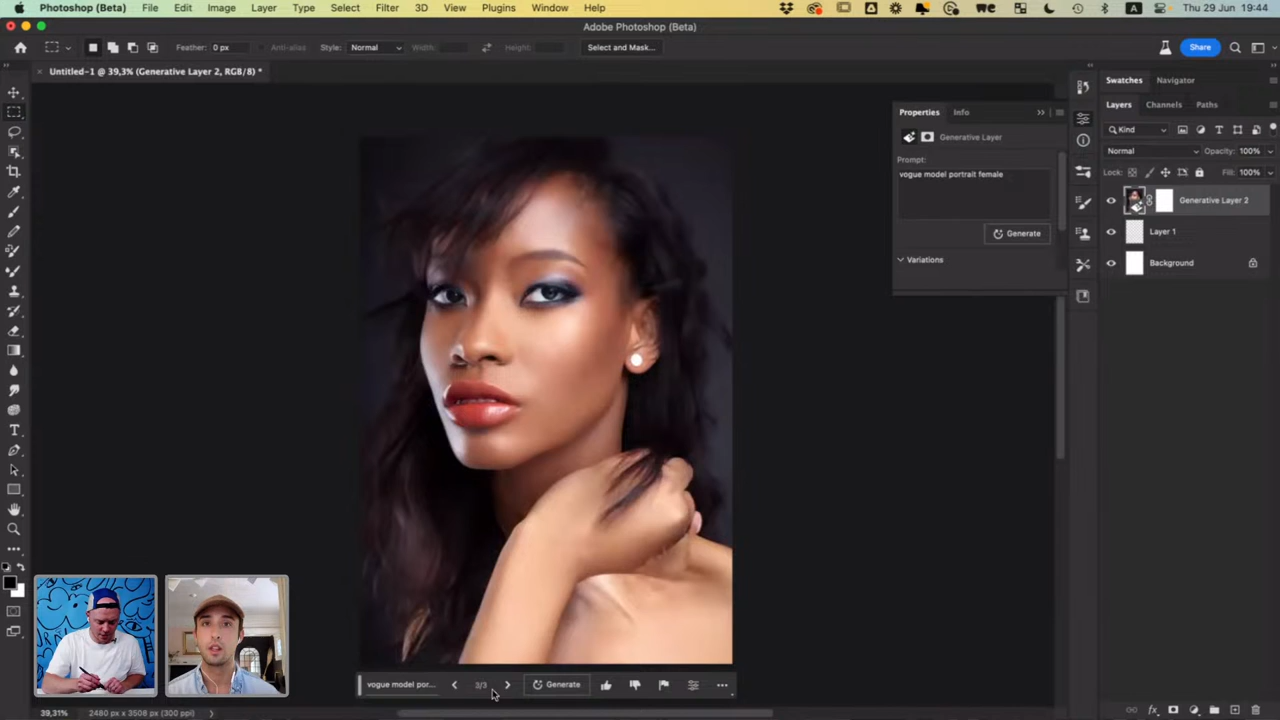 Photoshop (Beta) File Edit Image Layer Type Select Filter 3D View Plugins Window Help
A Thu 29 Jun 19:44
Adobe Photoshop (Beta)
Feather: 0 px Anti-alias Style: Normal Width: Height: Select and Mask... Share
Untitled-1 @ 39,3% (Generative Layer 2, RGB/8) *
Swatches Navigator
Layers Channels Paths
Properties Info
Kind
Generative Layer
Normal Opacity: 100%
Prompt:
vogue model portrait female
Lock: Fill: 100%
Generative Layer 2
Generate
Layer 1
Variations
Background
vogue model por... 3/3 Generate
39,31% 2480 px x 3508 px (300 ppi)